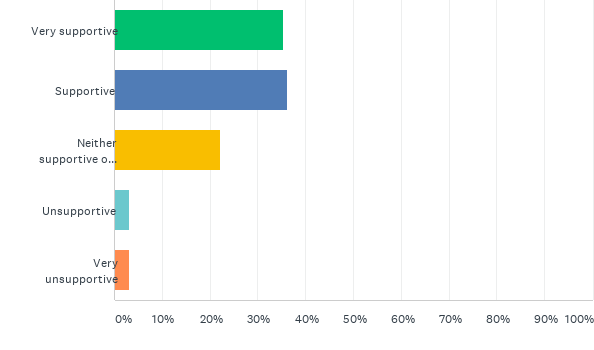 Very supportive
Supportive
Neither
supportive o...
Unsupportive
Very
unsupportive
0% 10% 20% 30% 40% 50% 60% 70% 80% 90% 100%